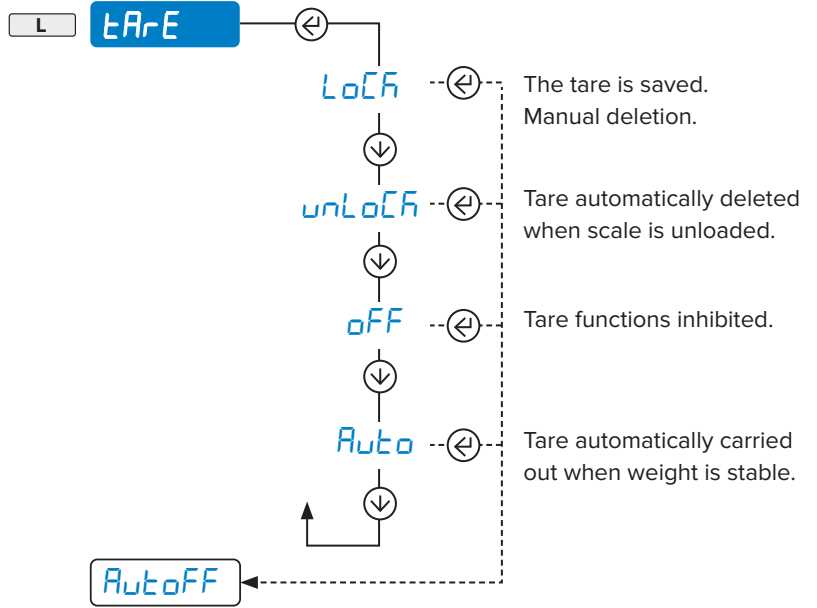 L tArE
LoCK
The tare is saved.
Manual deletion.
unLoCK
Tare automatically deleted
when scale is unloaded.
oFF
Tare functions inhibited.
Auto
Tare automatically carried
out when weight is stable.
AutoFF